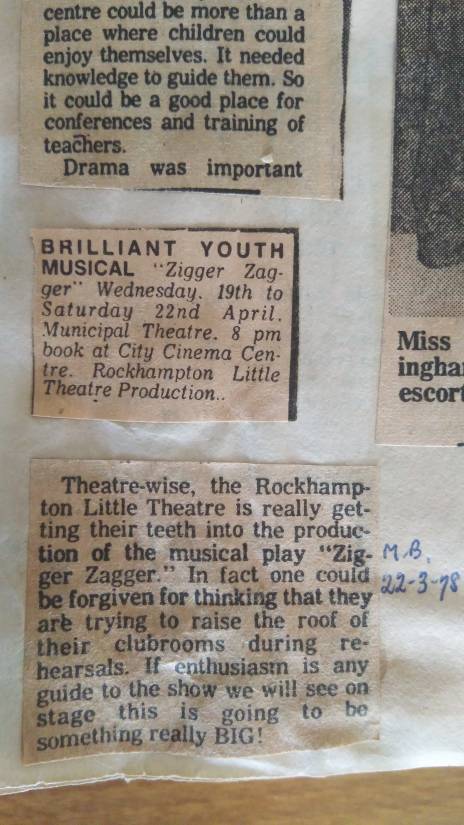 centre could be more than a
place where children could
enjoy themselves. It needed
knowledge to guide them. So
it could be a good place for
conferences and training of
teachers.
Drama was important
BRILLIANT YOUTH
MUSICAL "Zigger Zag-
ger" Wednesday, 19th to
Saturday 22nd April.
Municipal Theatre. 8 pm
book at City Cinema Cen-
tre. Rockhampton Little
Theatre Production..
Miss
ingha
escort
Theatre-wise, the Rockhamp-
ton Little Theatre is really get-
ting their teeth into the produc-
tion of the musical play "Zig-
ger Zagger." In fact one could
be forgiven for thinking that they
are trying to raise the roof of
their clubrooms during re-
hearsals. If enthusiasm is any
guide to the show we will see on
stage this is going to be
something really BIG!
M.B.
22-3-78